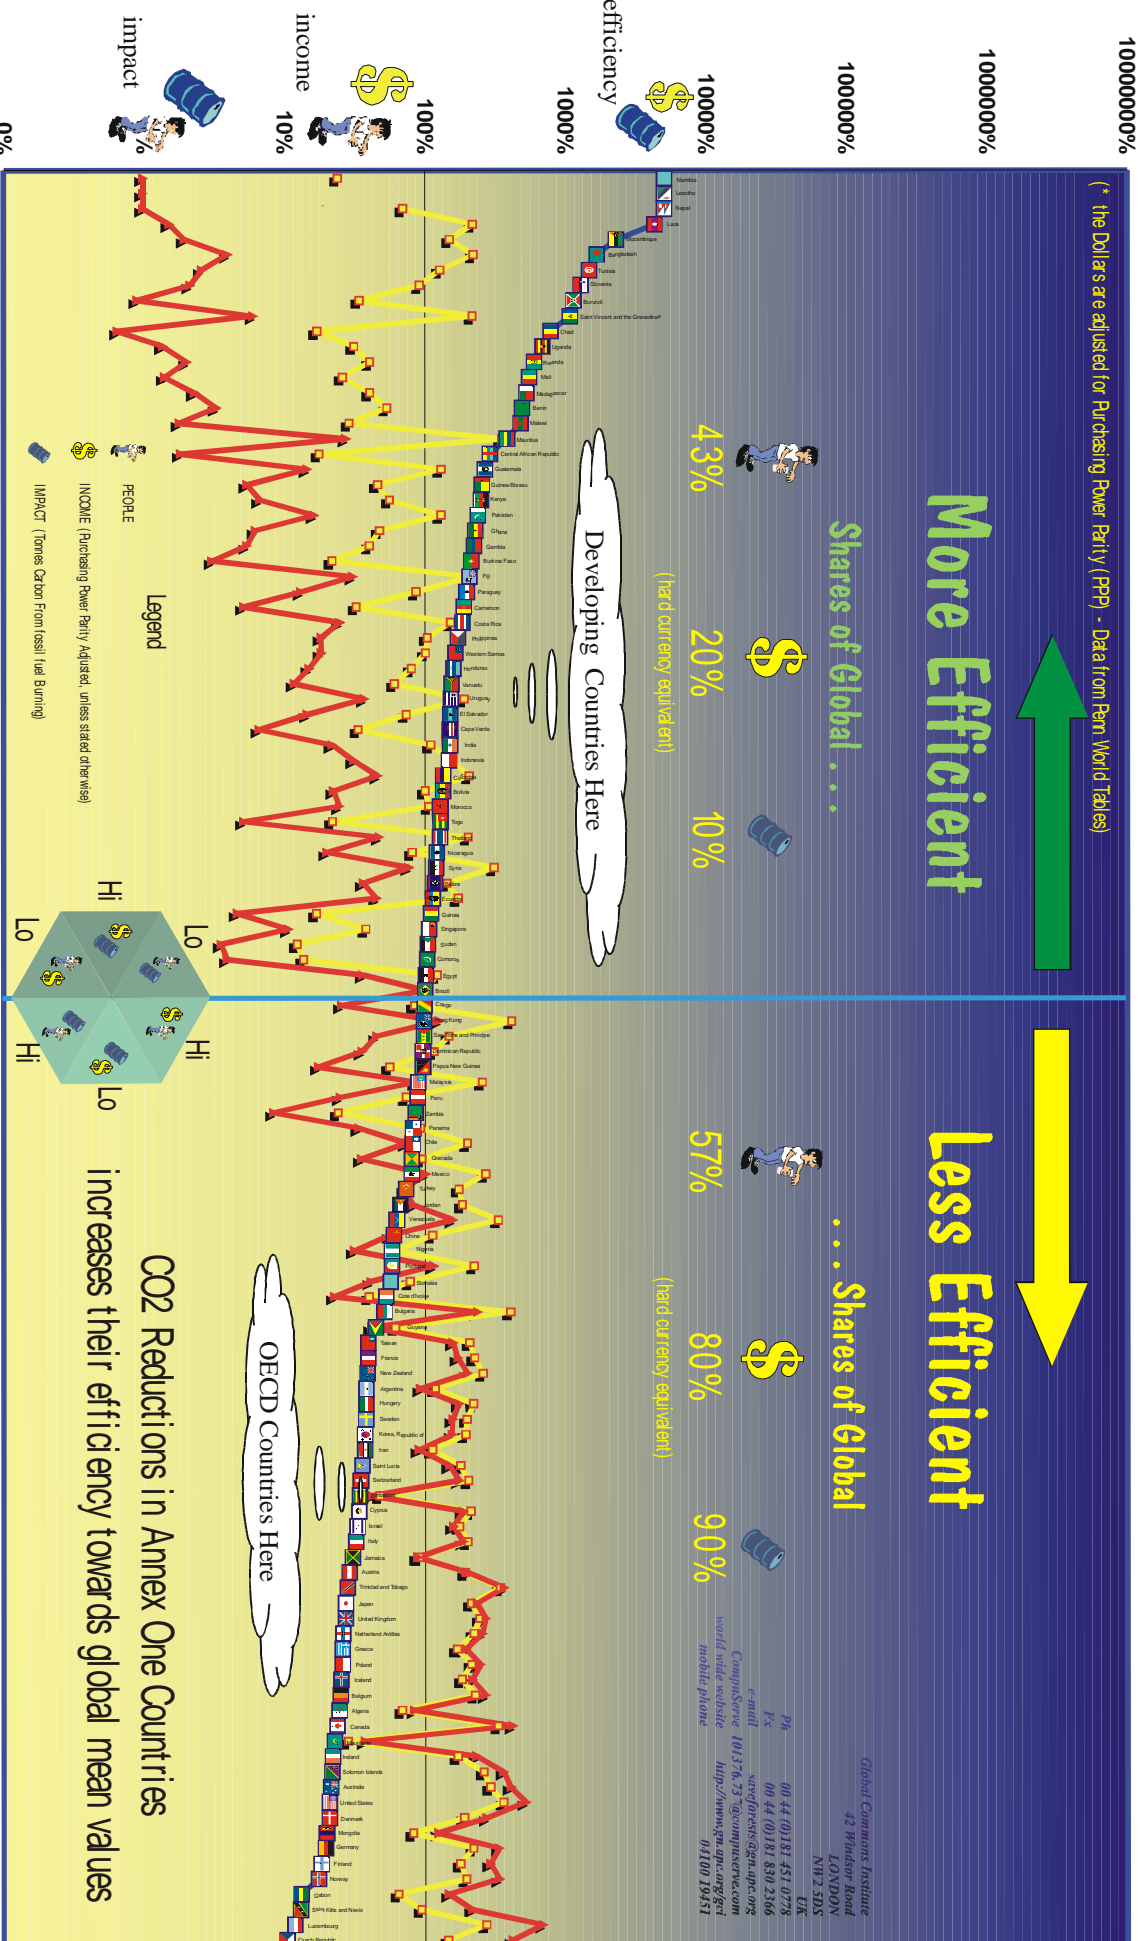 (* the Dollars are adjusted for Purchasing Power Parity (PPP) - Data from Penn World Tables)
More Efficient
Less Efficient
Shares of Global . . .
. . . Shares of Global
43%
20%
10%
57%
80%
90%
(hard currency equivalent)
(hard currency equivalent)
Global Commons Institute
42 Windsor Road
LONDON
NW2 5DS
UK
Ph 00 44 (0)181 451 0778
Fx 00 44 (0)181 830 2366
e-mail saveforests@gn.apc.org
CompuServe 101376.737@compuserve.com
world wide website http://www.gn.apc.org/gci
mobile phone 04100 19451
1000000%
100000%
10000%
1000%
100%
10%
0%
efficiency
income
impact
Developing Countries Here
OECD Countries Here
Namibia
Lesotho
Nepal
Laos
Mozambique
Bangladesh
Tunisia
Slovenia
Burundi
Saint Vincent and the Grenadines
Chad
Uganda
Rwanda
Mali
Madagascar
Benin
Malawi
Mauritius
Central African Republic
Guatemala
Guinea-Bissau
Kenya
Pakistan
Ghana
Gambia
Burkina Faso
Fiji
Paraguay
Cameroon
Costa Rica
Philippines
Western Samoa
Honduras
Vanuatu
Uruguay
El Salvador
Cape Verde
India
Indonesia
Colombia
Bolivia
Morocco
Togo
Thailand
Nicaragua
Syria
Belize
Ecuador
Guinea
Singapore
Sudan
Comoros
Egypt
Brazil
Congo
Hong Kong
Sao Tome and Principe
Dominican Republic
Papua New Guinea
Malaysia
Peru
Zambia
Panama
Chile
Grenada
Mexico
Turkey
Jordan
Venezuela
China
Nigeria
Portugal
Slovakia
Cote d'Ivoire
Bulgaria
Guyana
Taiwan
France
New Zealand
Argentina
Hungary
Sweden
Korea, Republic of
Iran
Saint Lucia
Switzerland
Cyprus
Israel
Italy
Jamaica
Austria
Trinidad and Tobago
Japan
United Kingdom
Netherland Antilles
Greece
Poland
Iceland
Belgium
Algeria
Canada
Mauritania
Ireland
Solomon Islands
Australia
United States
Denmark
Mongolia
Germany
Finland
Norway
Gabon
Saint Kitts and Nevis
Luxembourg
Czech Republic
Legend
PEOPLE
INCOME (Purchasing Power Parity Adjusted, unless stated otherwise)
IMPACT (Tonnes Carbon From fossil fuel Burning)
Hi
Lo
Lo
Hi
Hi
Lo
CO2 Reductions in Annex One Countries
increases their efficiency towards global mean values